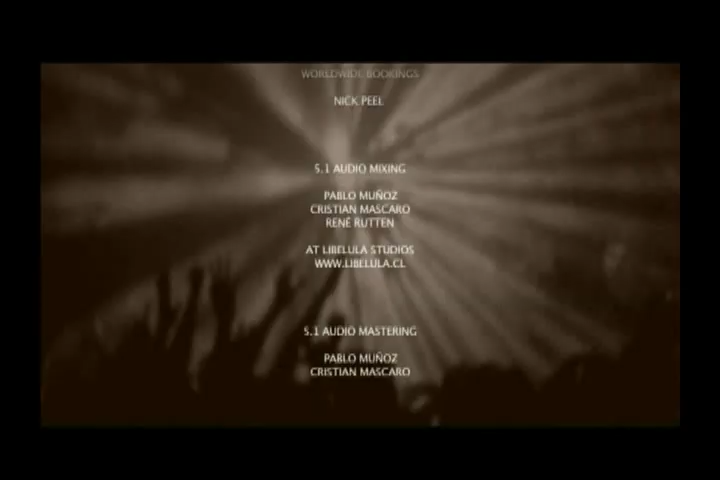 WORLDWIDE BOOKINGS
NICK PEEL
5.1 AUDIO MIXING
PABLO MUÑOZ
CRISTIAN MASCARO
RENÉ RUTTEN
AT LIBELULA STUDIOS
WWW.LIBELULA.CL
5.1 AUDIO MASTERING
PABLO MUÑOZ
CRISTIAN MASCARO